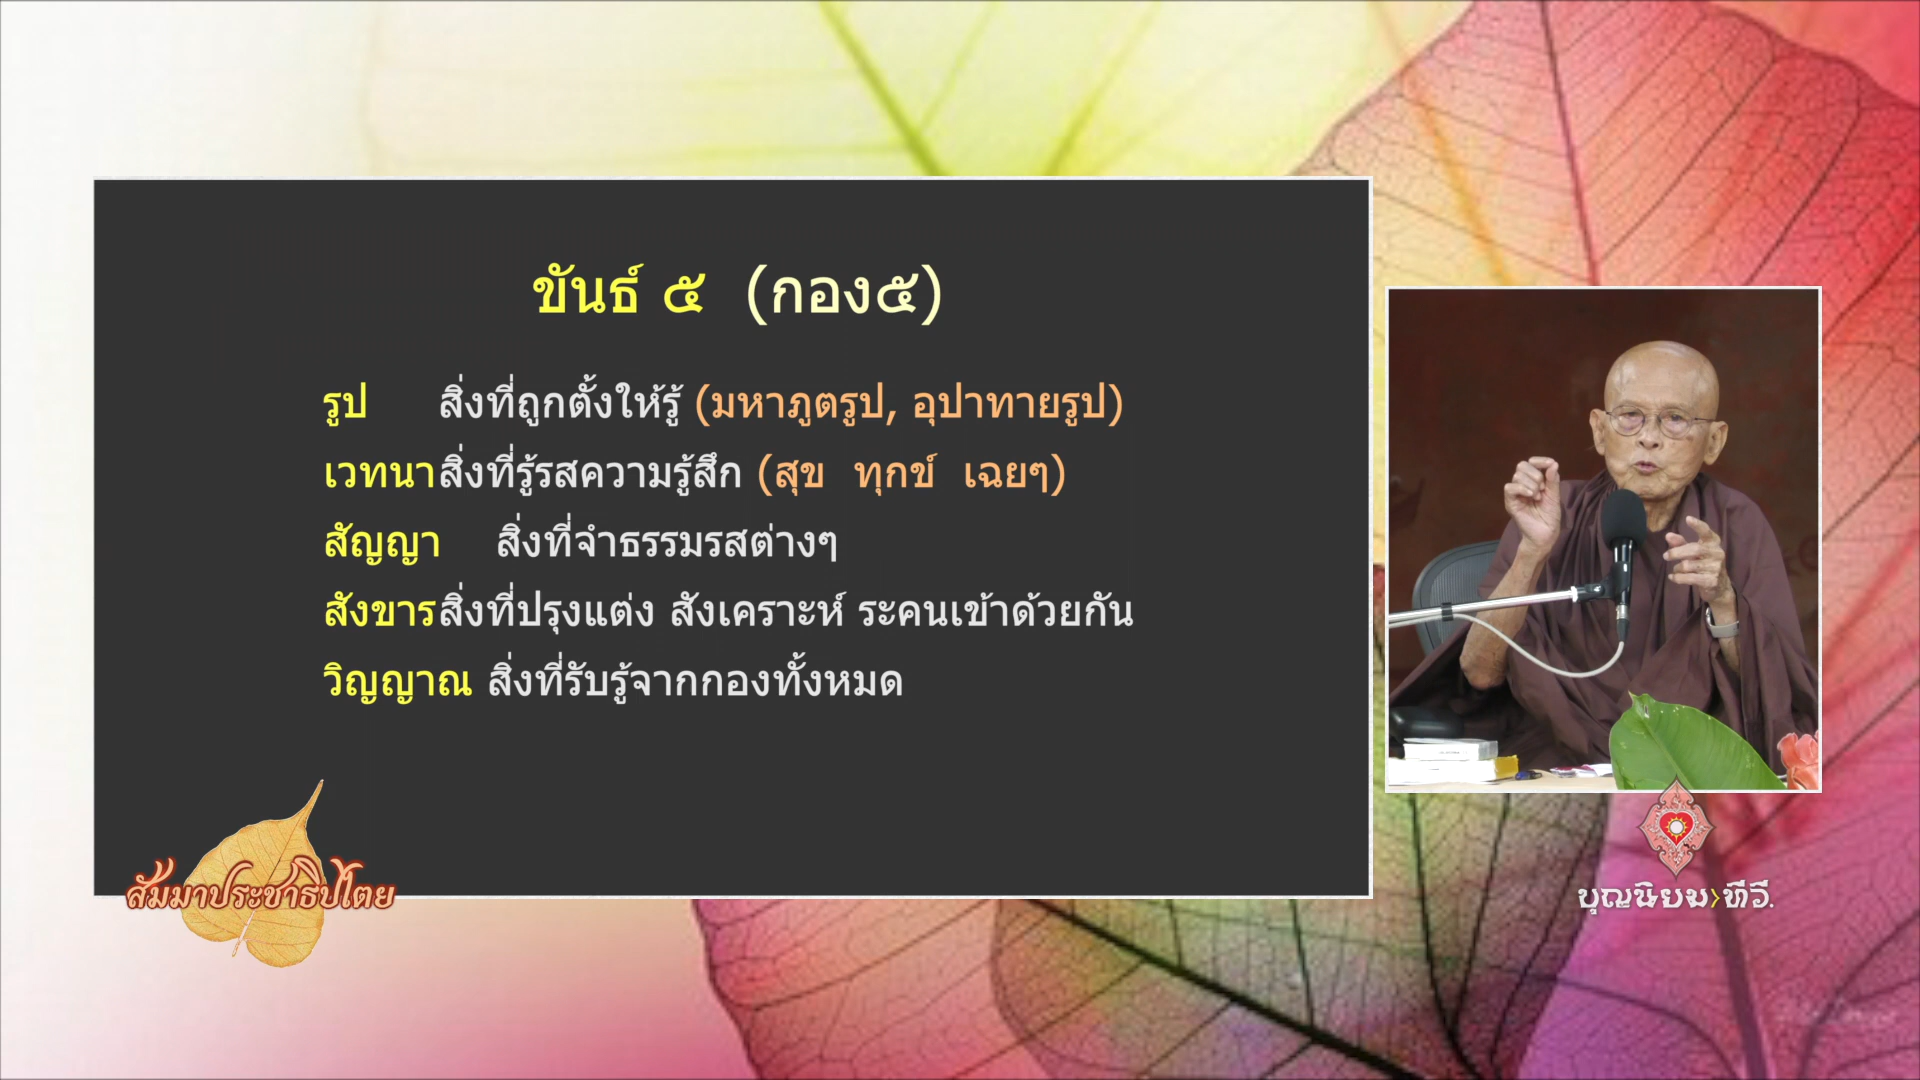 ขันธ์ ๕ (กอง๕)
รูป สิ่งที่ถูกตั้งให้รู้ (มหาภูตรูป, อุปาทายรูป)
เวทนา สิ่งที่รู้รสความรู้สึก (สุข ทุกข์ เฉยๆ)
สัญญา สิ่งที่จำธรรมรสต่างๆ
สังขาร สิ่งที่ปรุงแต่ง สังเคราะห์ ระคนเข้าด้วยกัน
วิญญาณ สิ่งที่รับรู้จากกองทั้งหมด
สัมมาประชาธิปไตย
บุญนิยม>ทีวี.